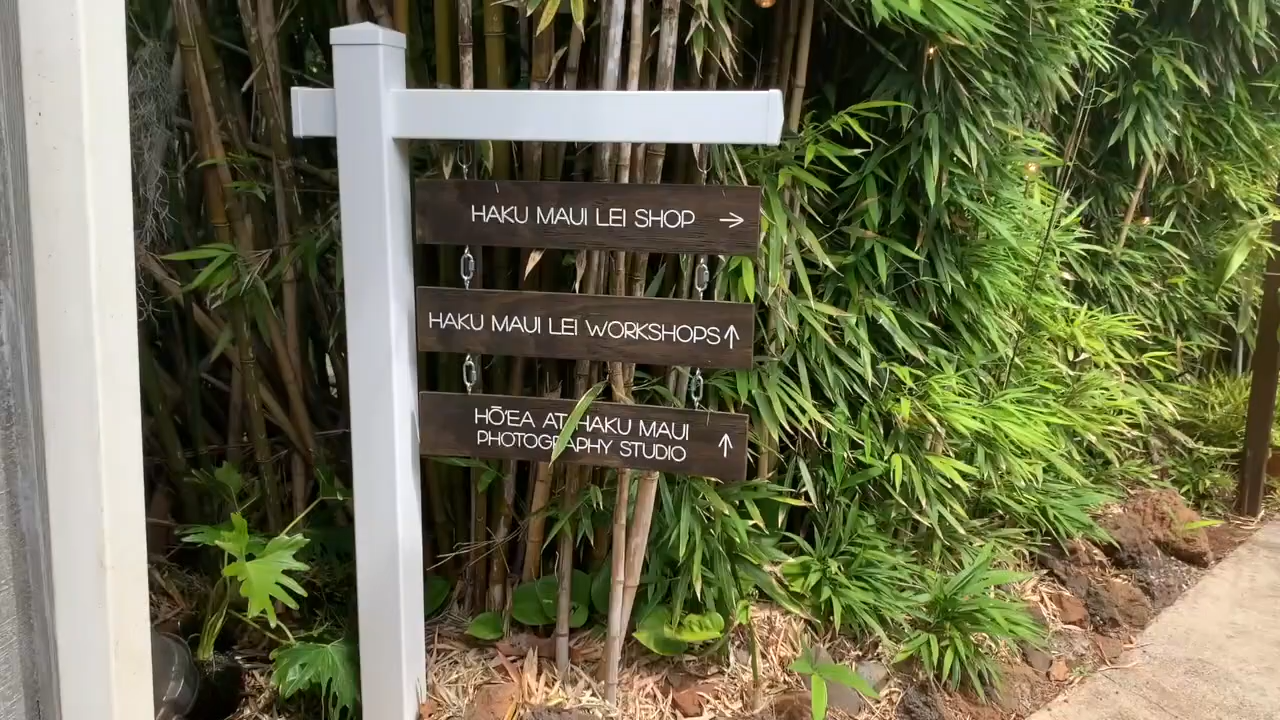 HAKU MAUI LEI SHOP →
HAKU MAUI LEI WORKSHOPS ↑
HŌ'EA AT HAKU MAUI
PHOTOGRAPHY STUDIO ↑